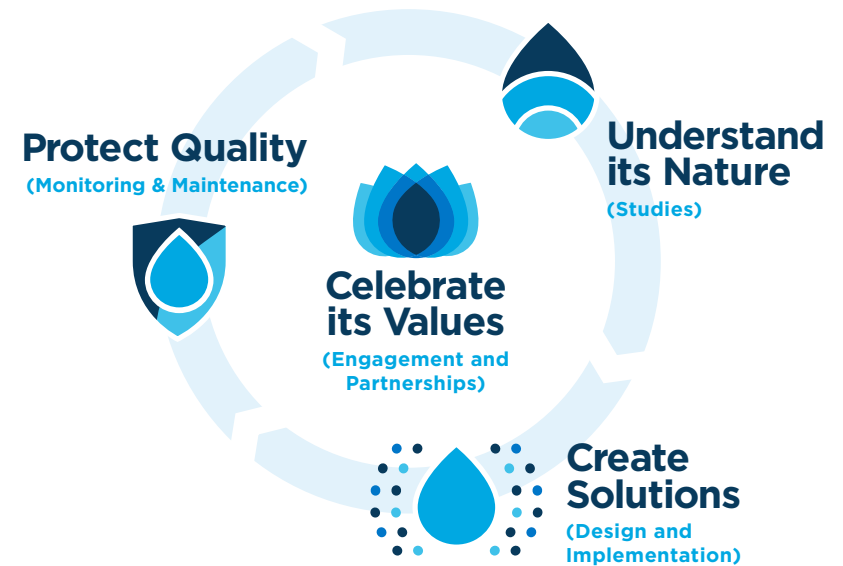 Protect Quality
(Monitoring & Maintenance)
Understand
its Nature
(Studies)
Celebrate
its Values
(Engagement and
Partnerships)
Create
Solutions
(Design and
Implementation)